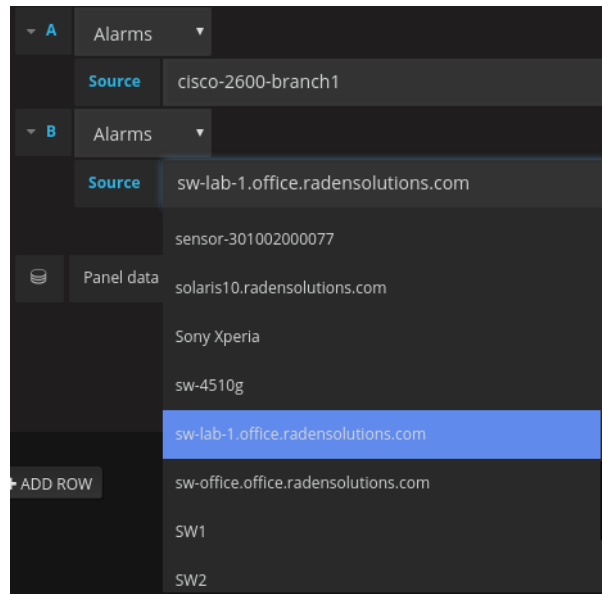 A Alarms
Source cisco-2600-branch1
B Alarms
Source sw-lab-1.office.radensolutions.com
sensor-301002000077
Panel data
solaris10.radensolutions.com
Sony Xperia
sw-4510g
sw-lab-1.office.radensolutions.com
+ ADD ROW
sw-office.office.radensolutions.com
SW1
SW2